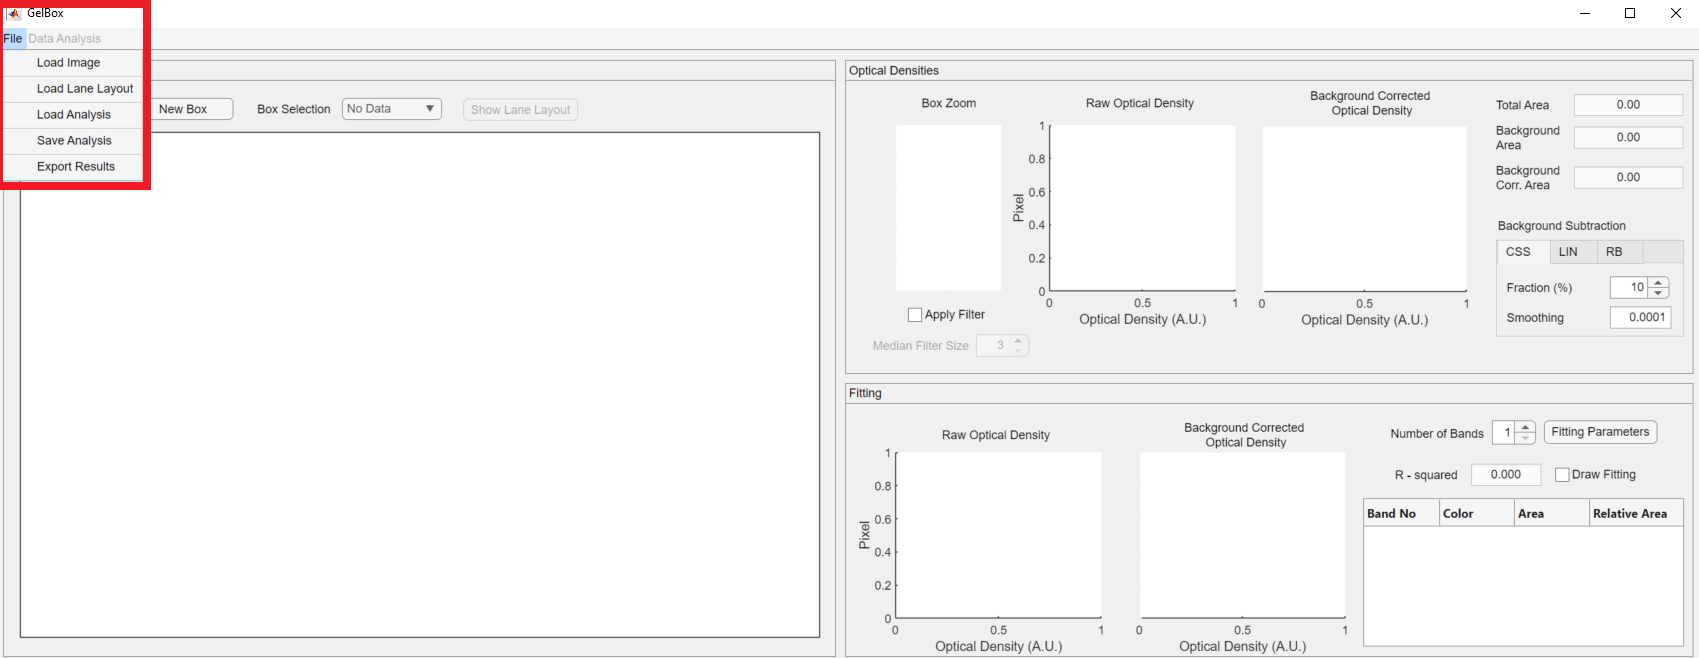 GelBox
File Data Analysis
Load Image
Load Lane Layout
Load Analysis
Save Analysis
Export Results
New Box Box Selection No Data Show Lane Layout
Optical Densities
Box Zoom
Raw Optical Density
Background Corrected
Optical Density
Pixel
1
0.8
0.6
0.4
0.2
0
0 0.5 1
Optical Density (A.U.)
0 0.5 1
Optical Density (A.U.)
Apply Filter
Median Filter Size 3
Total Area 0.00
Background
Area
0.00
Background
Corr. Area
0.00
Background Subtraction
CSS LIN RB
Fraction (%) 10
Smoothing 0.0001
Fitting
Raw Optical Density
Background Corrected
Optical Density
Pixel
1
0.8
0.6
0.4
0.2
0
0 0.5 1
Optical Density (A.U.)
0 0.5 1
Optical Density (A.U.)
Number of Bands 1 Fitting Parameters
R - squared 0.000 Draw Fitting
Band No Color Area Relative Area